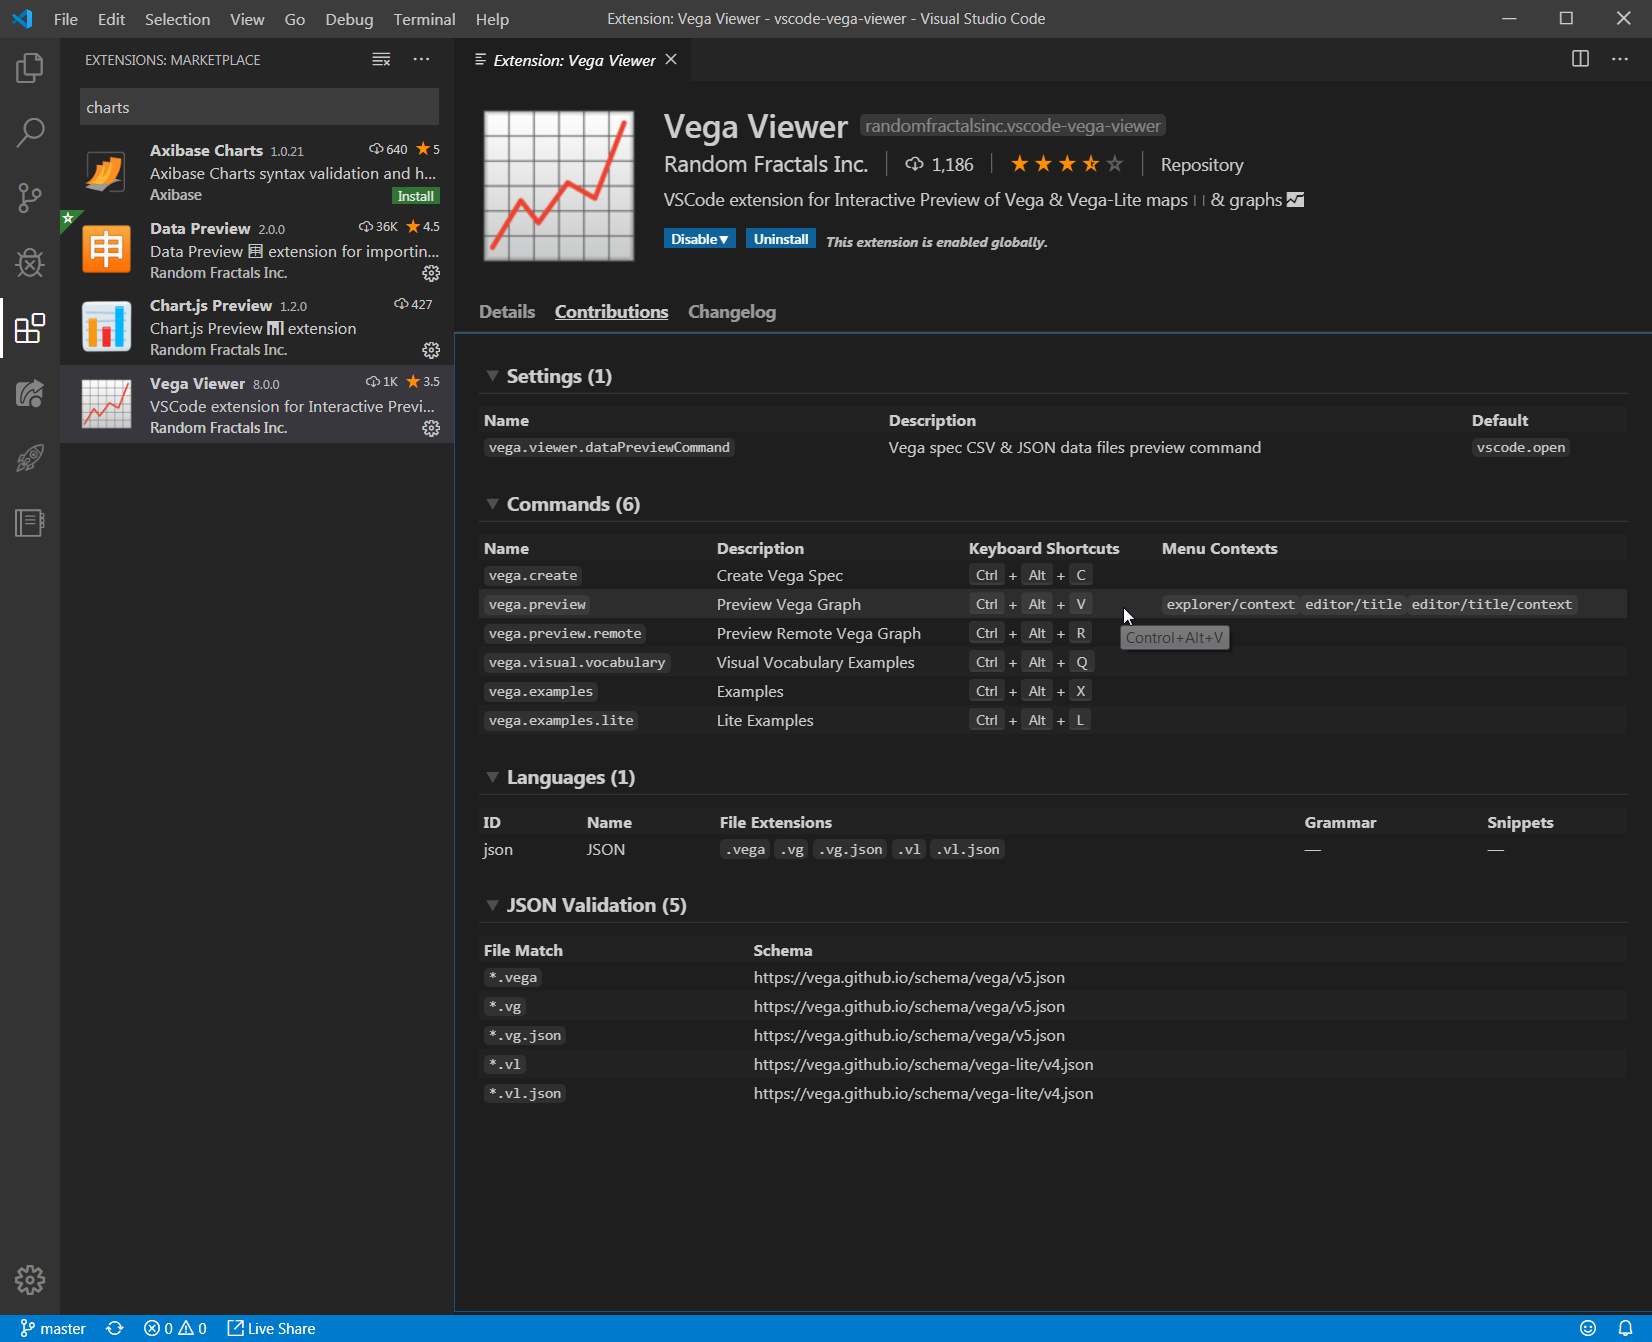 File Edit Selection View Go Debug Terminal Help Extension: Vega Viewer - vscode-vega-viewer - Visual Studio Code
EXTENSIONS: MARKETPLACE
charts
Axibase Charts 1.0.21 640 5
Axibase Charts syntax validation and h...
Axibase Install
申
Data Preview 2.0.0 36K 4.5
Data Preview 🈸 extension for importin...
Random Fractals Inc.
Chart.js Preview 1.2.0 427
Chart.js Preview 📊 extension
Random Fractals Inc.
Vega Viewer 8.0.0 1K 3.5
VSCode extension for Interactive Previ...
Random Fractals Inc.
Extension: Vega Viewer
Vega Viewer randomfractalsinc.vscode-vega-viewer
Random Fractals Inc. 1,186 Repository
VSCode extension for Interactive Preview of Vega & Vega-Lite maps & graphs 📈
Disable▼ Uninstall This extension is enabled globally.
Details Contributions Changelog
Settings (1)
Name Description Default
vega.viewer.dataPreviewCommand Vega spec CSV & JSON data files preview command vscode.open
Commands (6)
Name Description Keyboard Shortcuts Menu Contexts
vega.create Create Vega Spec Ctrl + Alt + C
vega.preview Preview Vega Graph Ctrl + Alt + V explorer/context editor/title editor/title/context
vega.preview.remote Preview Remote Vega Graph Ctrl + Alt + R
Control+Alt+V
vega.visual.vocabulary Visual Vocabulary Examples Ctrl + Alt + Q
vega.examples Examples Ctrl + Alt + X
vega.examples.lite Lite Examples Ctrl + Alt + L
Languages (1)
ID Name File Extensions Grammar Snippets
json JSON .vega .vg .vg.json .vl .vl.json — —
JSON Validation (5)
File Match Schema
*.vega https://vega.github.io/schema/vega/v5.json
*.vg https://vega.github.io/schema/vega/v5.json
*.vg.json https://vega.github.io/schema/vega/v5.json
*.vl https://vega.github.io/schema/vega-lite/v4.json
*.vl.json https://vega.github.io/schema/vega-lite/v4.json
master 0 0 Live Share